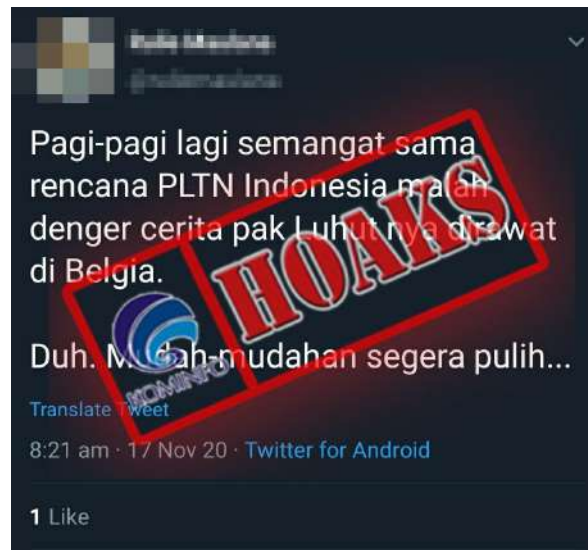 Pagi-pagi lagi semangat sama
rencana PLTN Indonesia malah
denger cerita pak Luhut nya dirawat
di Belgia.
HOAKS
KOMINFO
Duh. Mudah-mudahan segera pulih...
Translate Tweet
8:21 am · 17 Nov 20 · Twitter for Android
1 Like